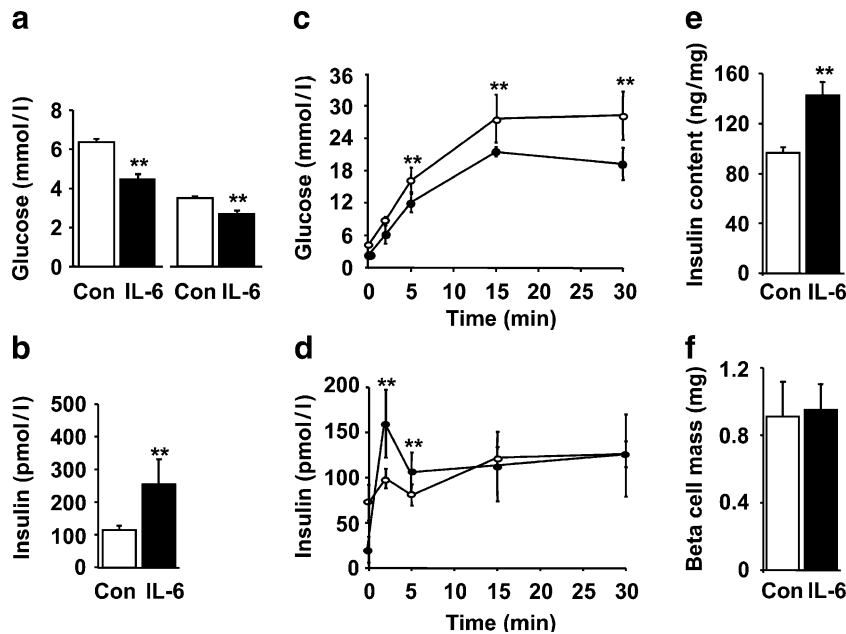 a
Glucose (mmol/l)
8
6
4
2
0
**
**
Con IL-6
Con IL-6
b
Insulin (pmol/l)
500
400
300
200
100
0
**
Con IL-6
c
Glucose (mmol/l)
36
30
24
18
12
6
0
**
**
**
0 5 10 15 20 25 30
Time (min)
d
Insulin (pmol/l)
200
150
100
50
0
**
**
0 5 10 15 20 25 30
Time (min)
e
Insulin content (ng/mg)
160
120
80
40
0
**
Con IL-6
f
Beta cell mass (mg)
1.2
0.8
0.4
0
Con IL-6